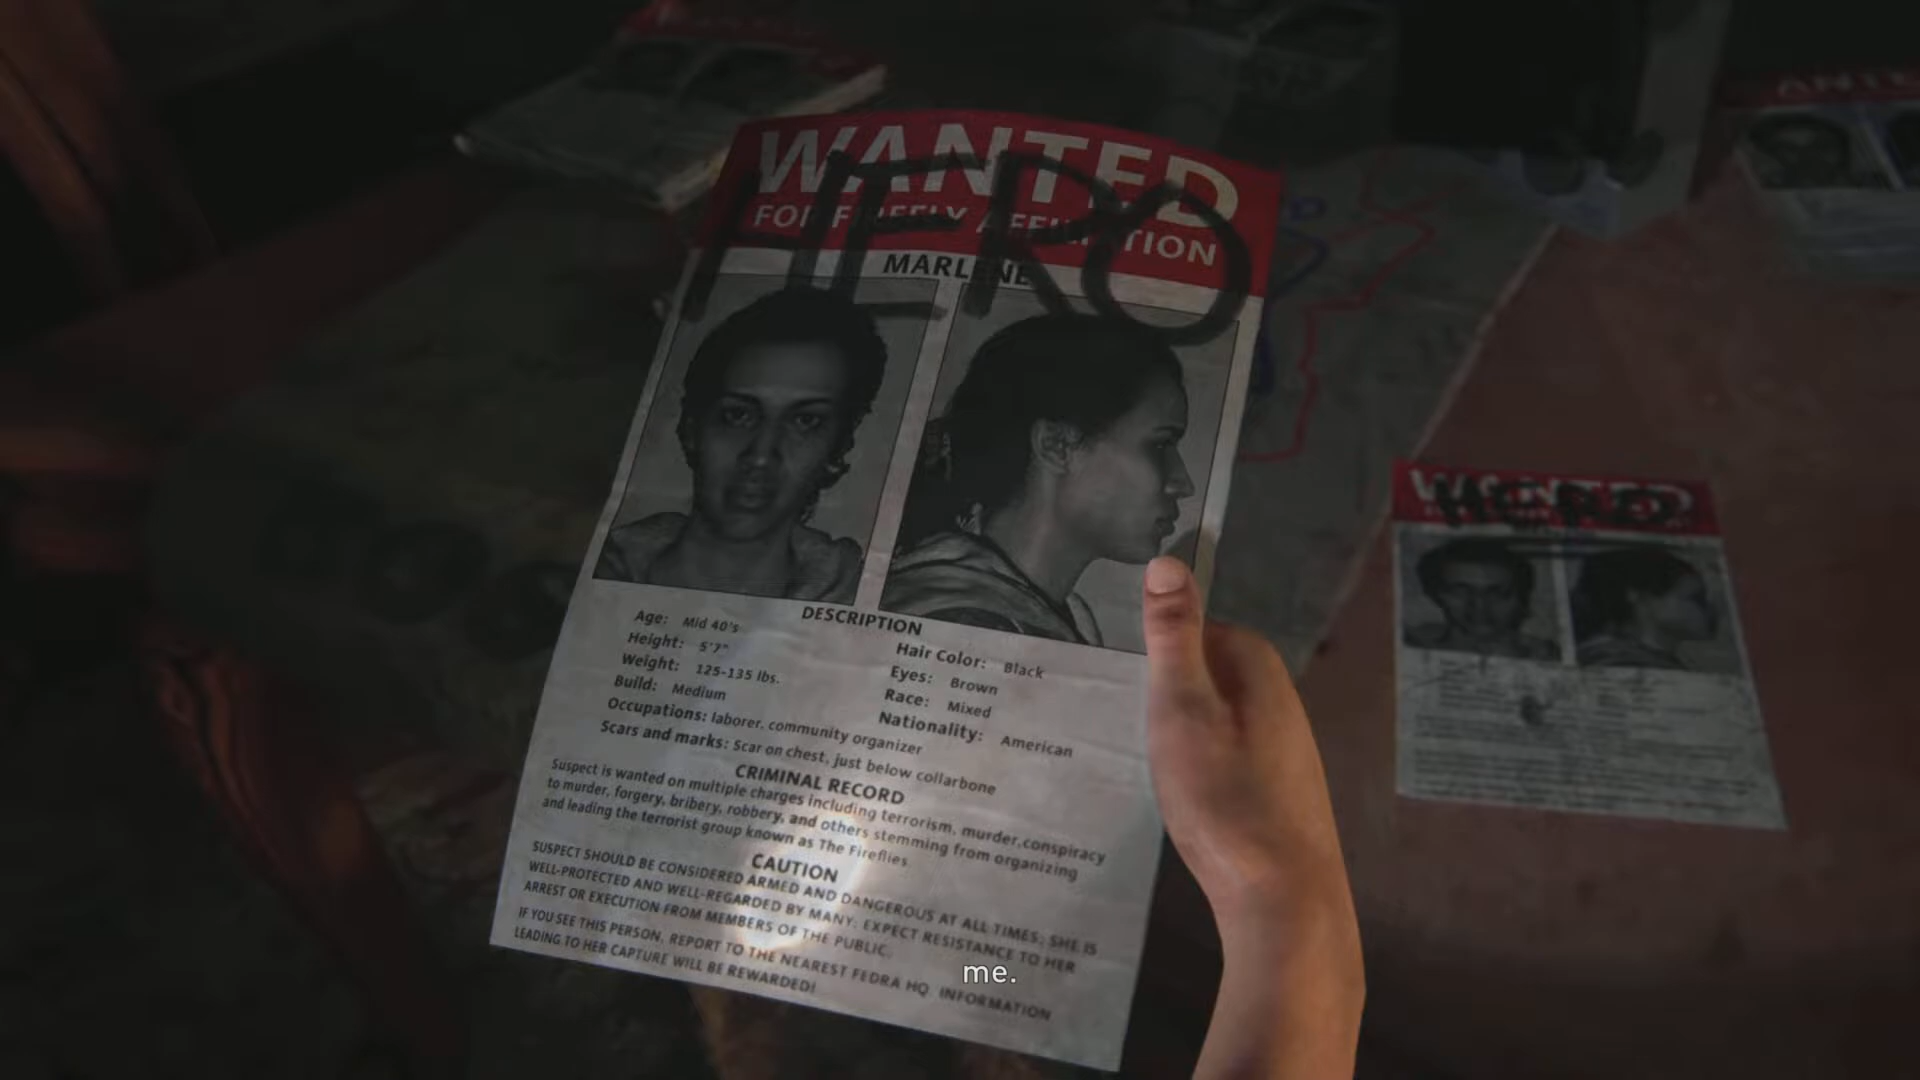 WANTED
FOR FIREFLY AFFILIATION
HERO
MARLENE
DESCRIPTION
Age: Mid 40's
Height: 5'7"
Weight: 125-135 lbs.
Build: Medium
Hair Color: Black
Eyes: Brown
Race: Mixed
Nationality: American
Occupations: laborer, community organizer
Scars and marks: Scar on chest, just below collarbone
CRIMINAL RECORD
Suspect is wanted on multiple charges including terrorism, murder,conspiracy
to murder, forgery, bribery, robbery, and others stemming from organizing
and leading the terrorist group known as The Fireflies
CAUTION
SUSPECT SHOULD BE CONSIDERED ARMED AND DANGEROUS AT ALL TIMES; SHE IS
WELL-PROTECTED AND WELL-REGARDED BY MANY; EXPECT RESISTANCE TO HER
ARREST OR EXECUTION FROM MEMBERS OF THE PUBLIC.
IF YOU SEE THIS PERSON, REPORT TO THE NEAREST FEDRA HQ. INFORMATION
LEADING TO HER CAPTURE WILL BE REWARDED!
me.
WANTED
HERO
ANTE